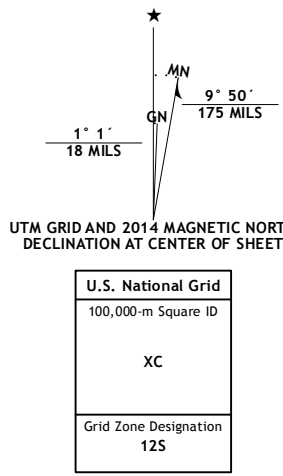 ★
MN
GN
9° 50´
175 MILS
1° 1´
18 MILS
UTM GRID AND 2014 MAGNETIC NORT
DECLINATION AT CENTER OF SHEET
U.S. National Grid
100,000-m Square ID
XC
Grid Zone Designation
12S